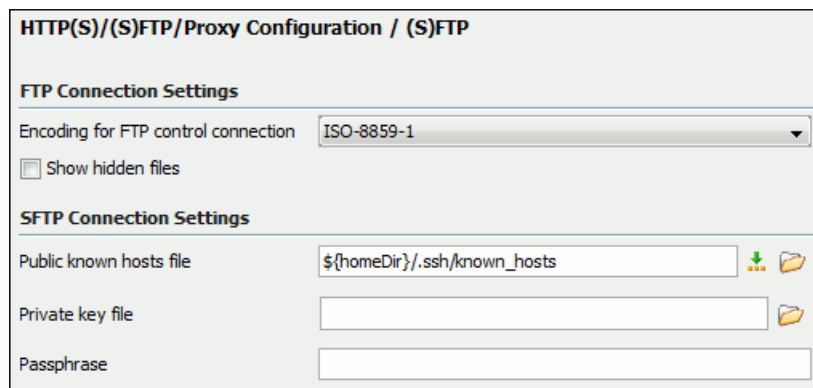 HTTP(S)/(S)FTP/Proxy Configuration / (S)FTP
FTP Connection Settings
Encoding for FTP control connection ISO-8859-1
Show hidden files
SFTP Connection Settings
Public known hosts file ${homeDir}/.ssh/known_hosts
Private key file
Passphrase